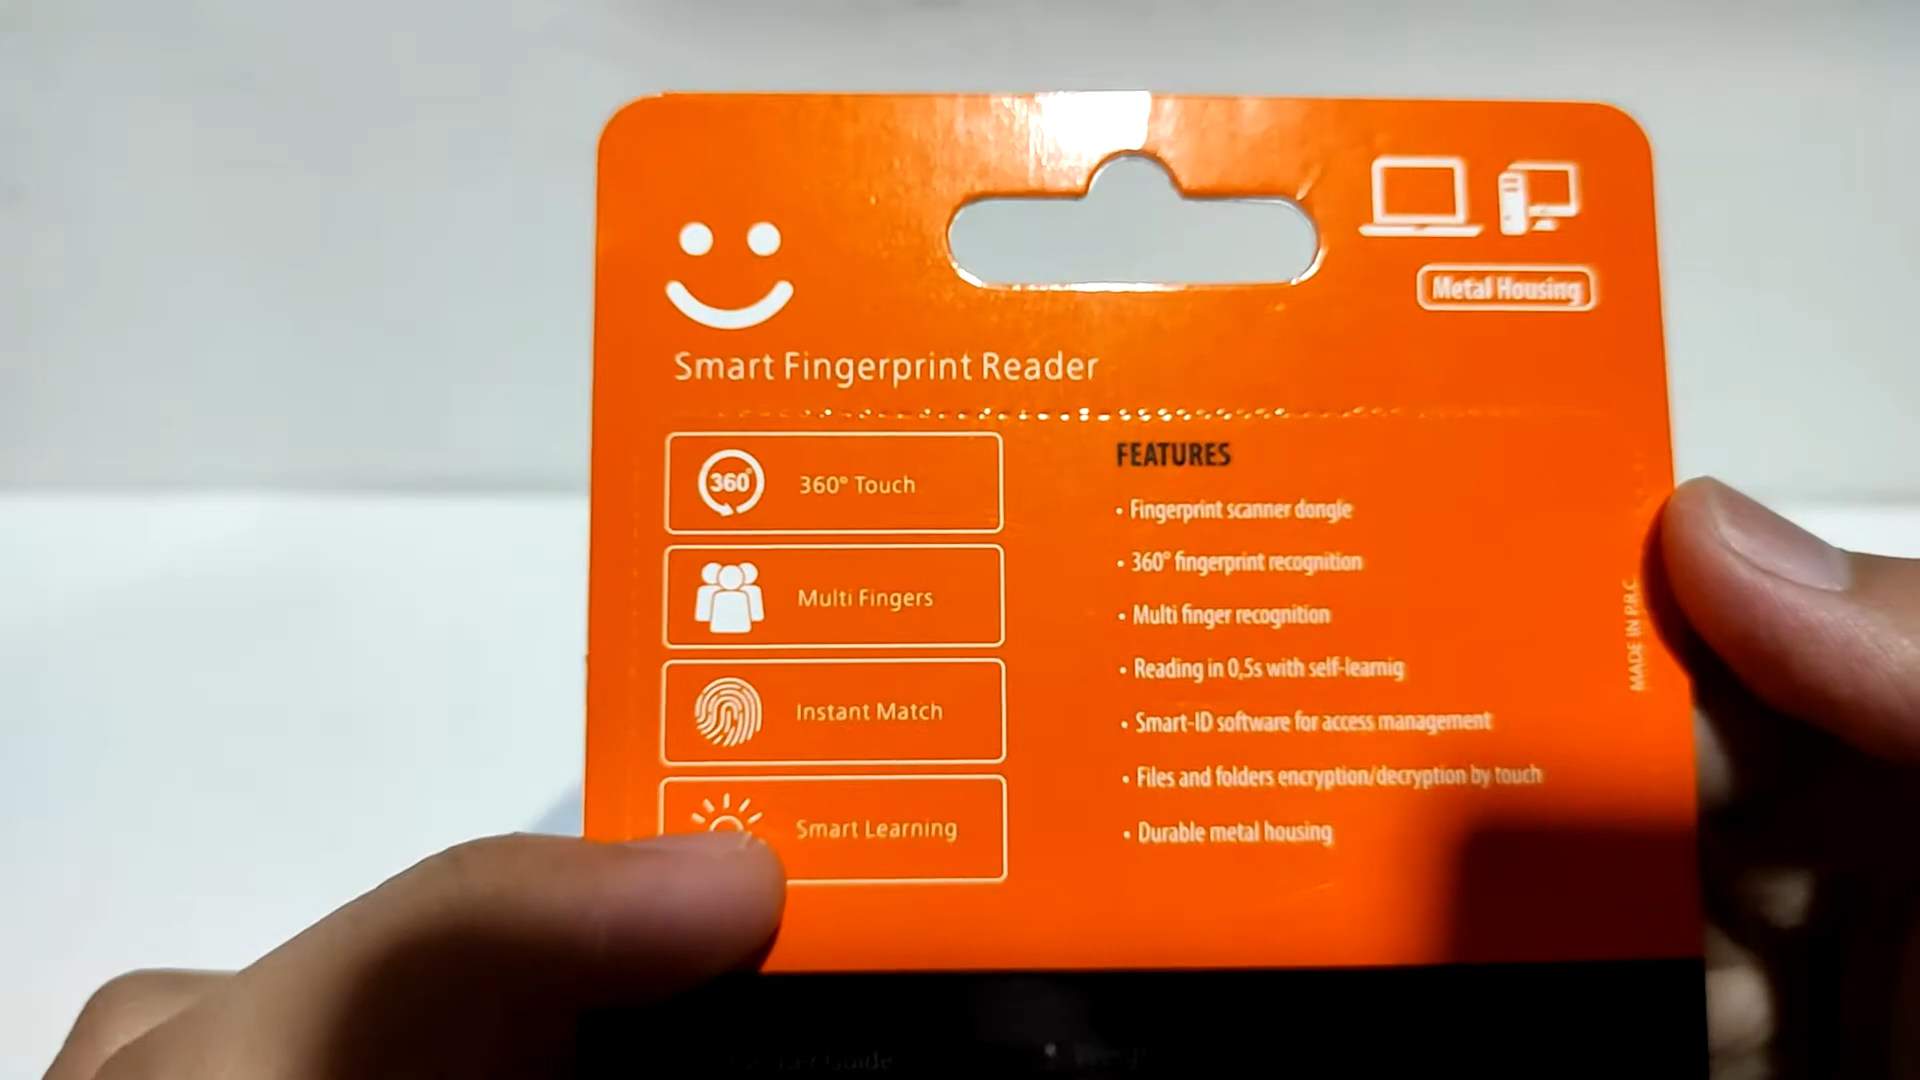 Metal Housing
Smart Fingerprint Reader
360°
360° Touch
Multi Fingers
Instant Match
Smart Learning
FEATURES
• Fingerprint scanner dongle
• 360° fingerprint recognition
• Multi finger recognition
• Reading in 0,5s with self-learnig
• Smart-ID software for access management
• Files and folders encryption/decryption by touch
• Durable metal housing
MADE IN P.R.C.
Guide